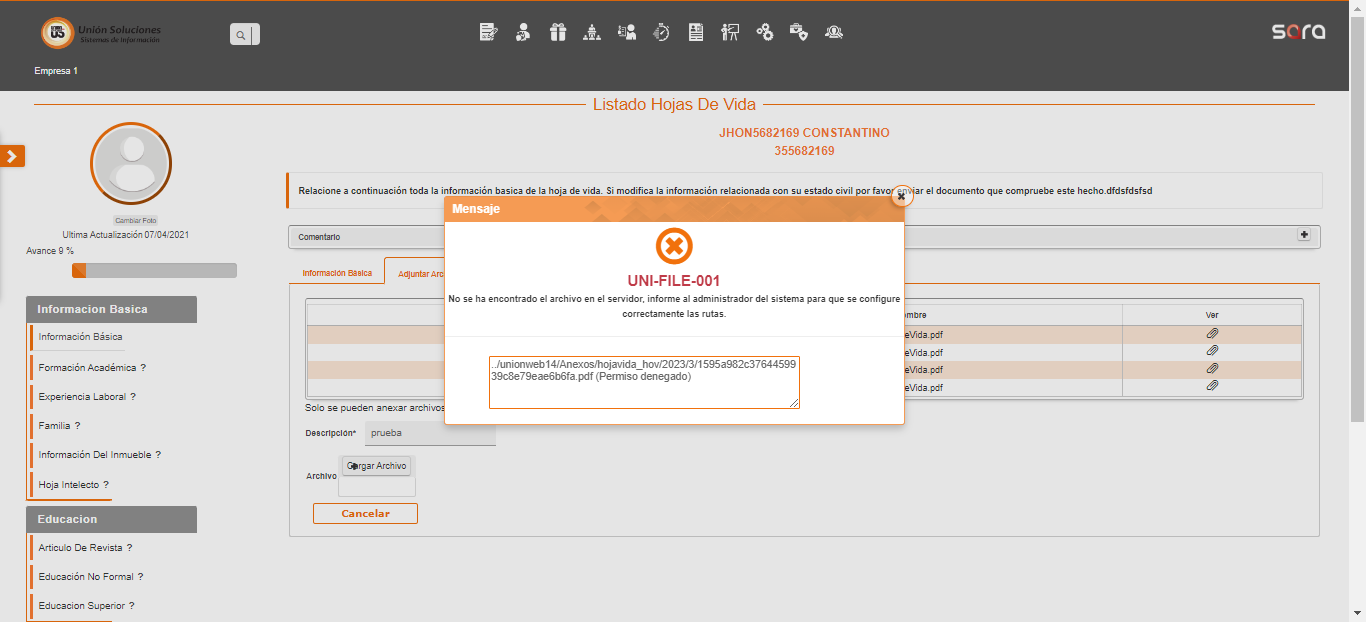 Unión Soluciones
Sistemas de Información
sora
Empresa 1
Listado Hojas De Vida
JHON5682169 CONSTANTINO
355682169
Cambiar Foto
Ultima Actualización 07/04/2021
Avance 9 %
Informacion Basica
Información Básica
Formación Académica ?
Experiencia Laboral ?
Familia ?
Información Del Inmueble ?
Hoja Intelecto ?
Educacion
Articulo De Revista ?
Educación No Formal ?
Educacion Superior ?
Relacione a continuación toda la información basica de la hoja de vida. Si modifica la información relacionada con su estado civil por favor enviar el documento que compruebe este hecho.dfdsfdsfsd
Comentario
Información Básica
Adjuntar Arc
mbre
Ver
eVida.pdf
eVida.pdf
eVida.pdf
eVida.pdf
Solo se pueden anexar archivos
Descripción*
prueba
Archivo
Cargar Archivo
Cancelar
Mensaje
UNI-FILE-001
No se ha encontrado el archivo en el servidor, informe al administrador del sistema para que se configure
correctamente las rutas.
../unionweb14/Anexos/hojavida_hov/2023/3/1595a982c37644599
39c8e79eae6b6fa.pdf (Permiso denegado)